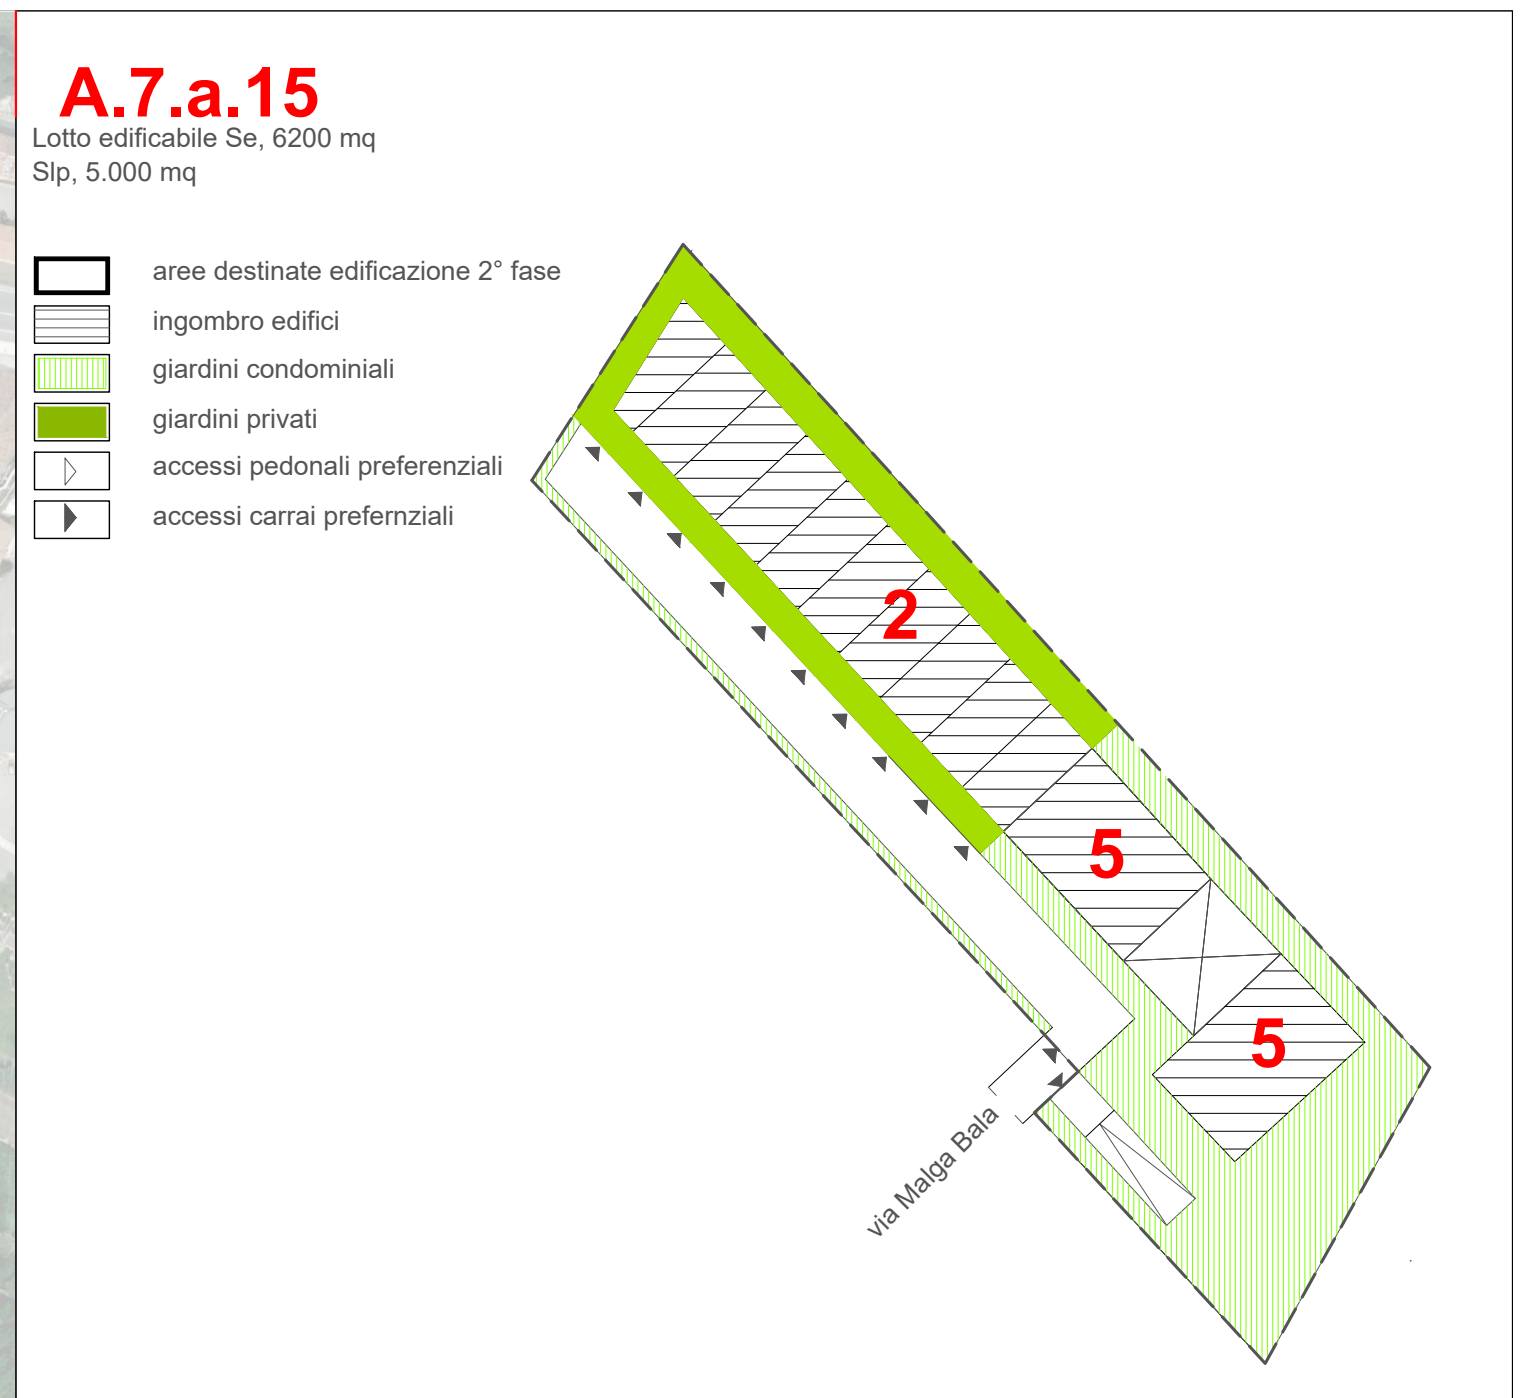 A.7.a.15
Lotto edificabile Se, 6200 mq
Slp, 5.000 mq
aree destinate edificazione 2° fase
ingombro edifici
giardini condominiali
giardini privati
accessi pedonali preferenziali
accessi carrai prefernziali
2
5
5
via Malga Bala